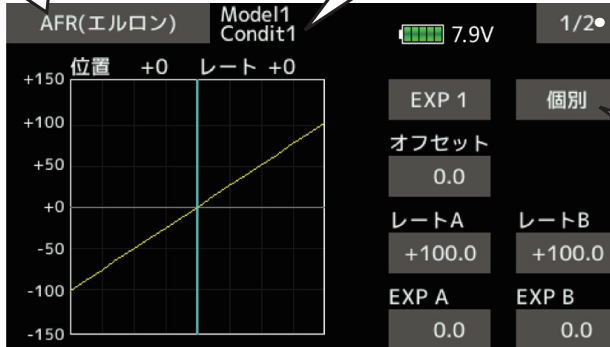 AFR(エルロン)
Model1
Condit1
7.9V
1/2
位置 +0 レート +0
+150
+100
+50
+0
-50
-100
-150
EXP 1
個別
オフセット
0.0
レートA
レートB
+100.0
+100.0
EXP A
EXP B
0.0
0.0